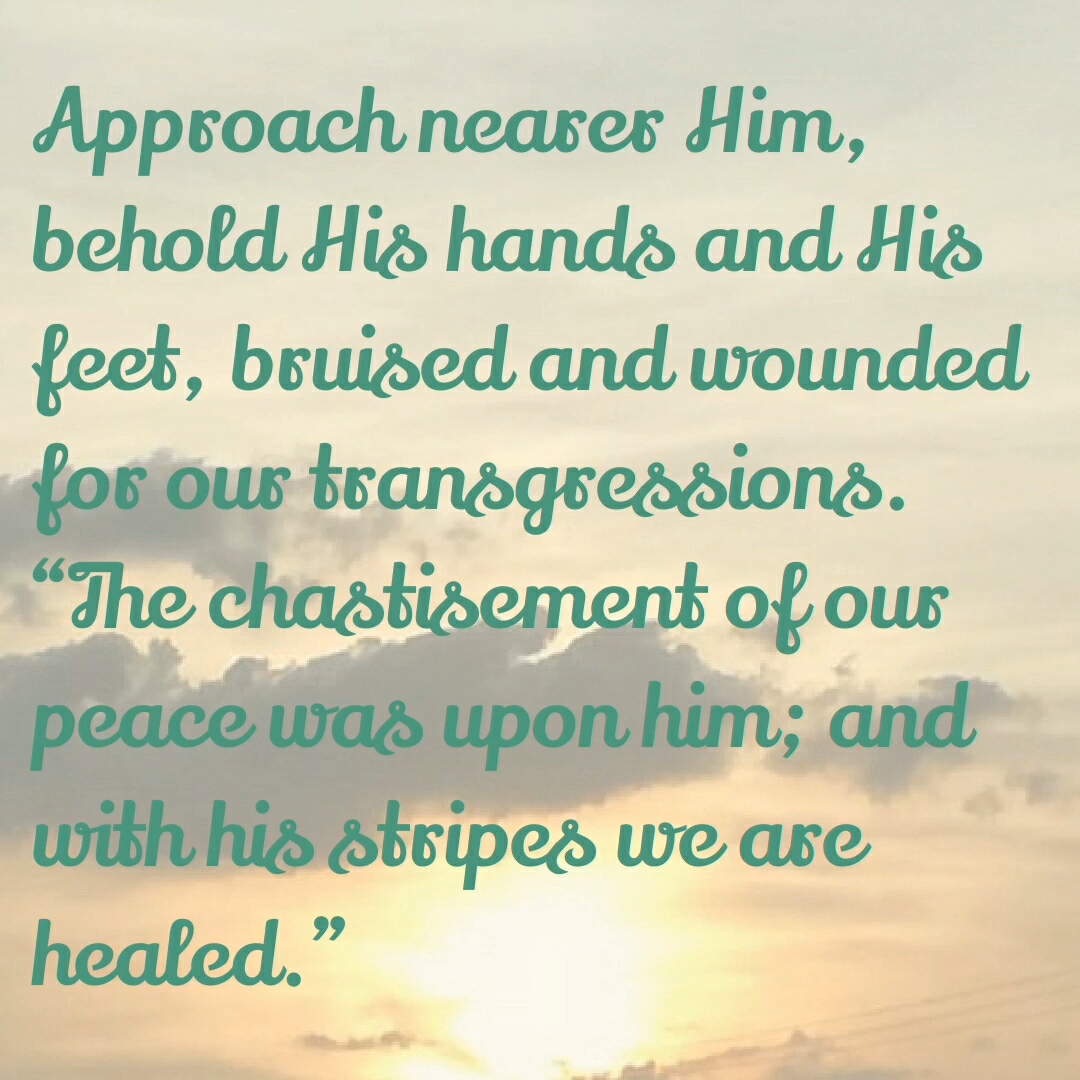 Approach nearer Him,
behold His hands and His
feet, bruised and wounded
for our transgressions.
“The chastisement of our
peace was upon him; and
with his stripes we are
healed.”